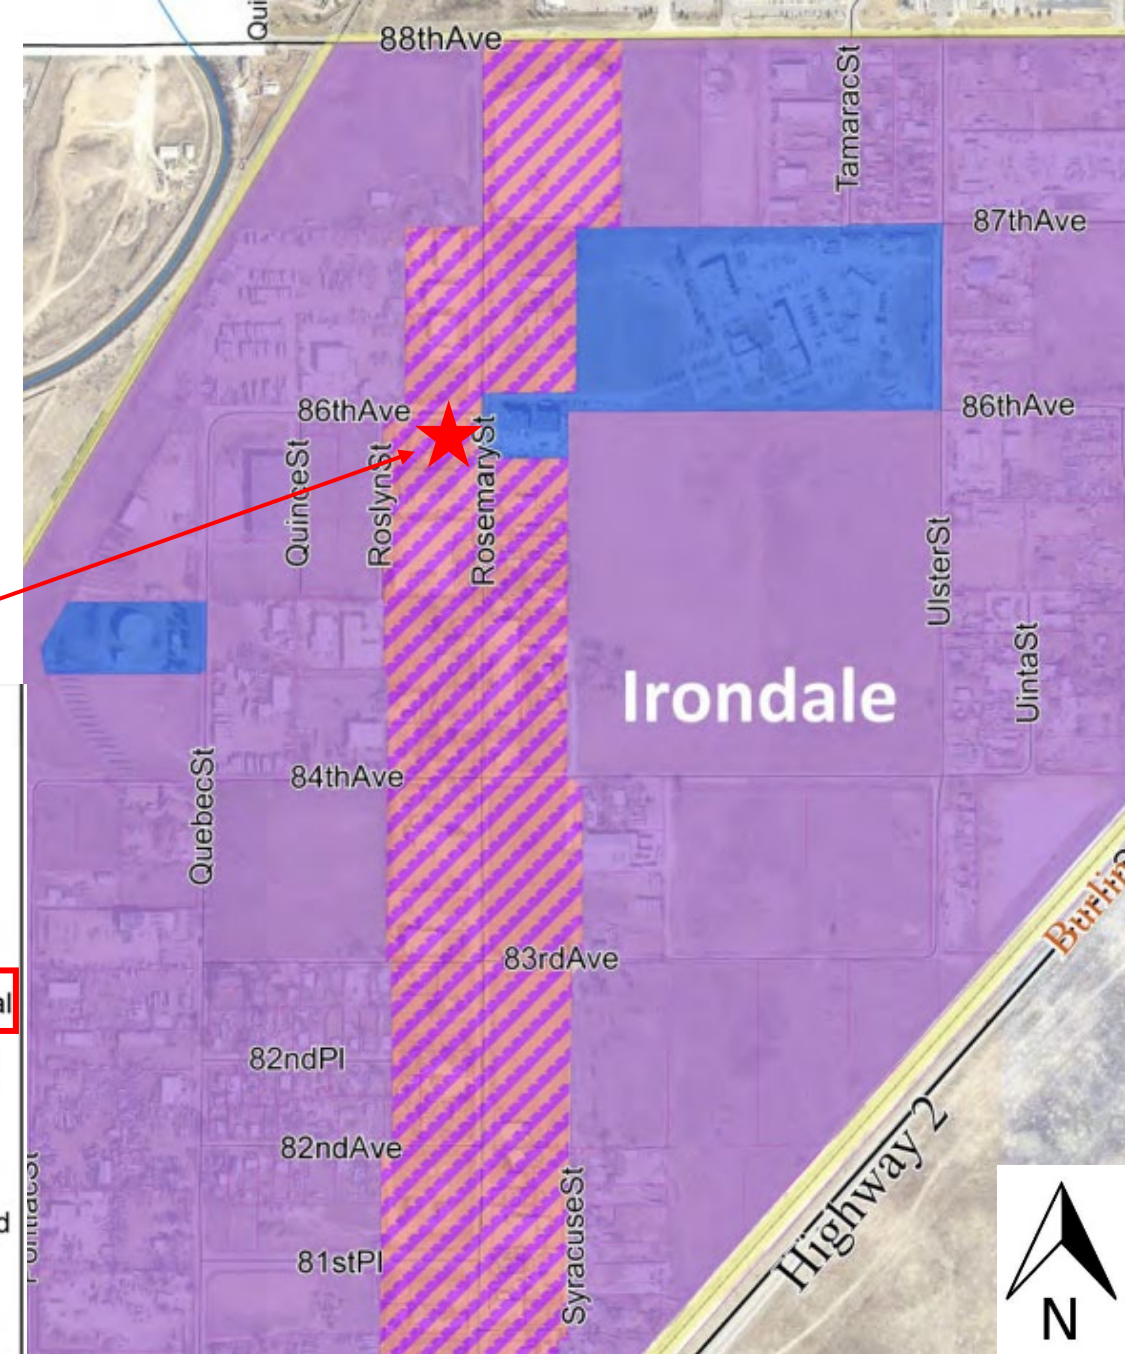 88thAve
TamaracSt
87thAve
86thAve
86thAve
QuinceSt
RoslynSt
RosemarySt
UlsterSt
UintaSt
Irondale
84thAve
QuebecSt
83rdAve
82ndPl
82ndAve
81stPl
SyracuseSt
Highway 2
N